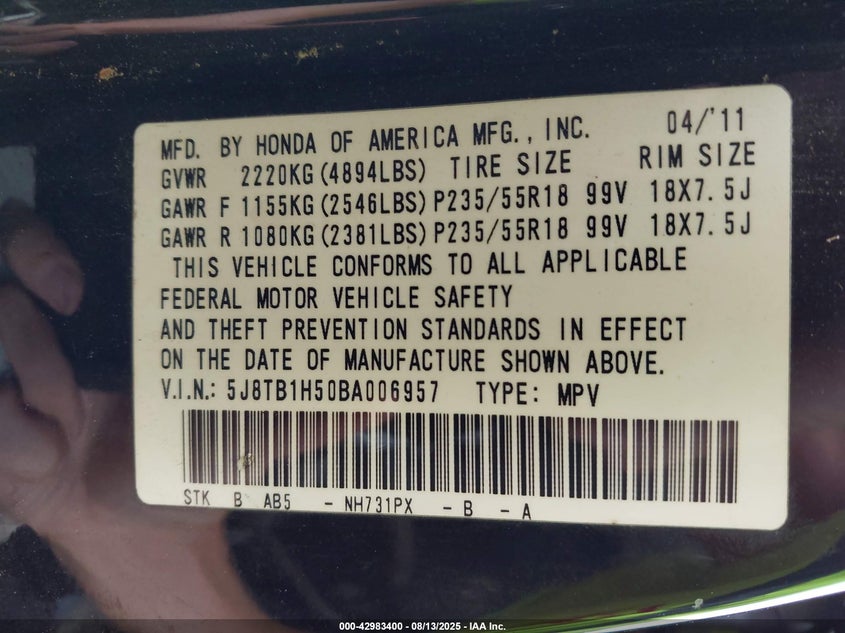 MFD. BY HONDA OF AMERICA MFG., INC. 04/'11
GVWR 2220KG(4894LBS) TIRE SIZE RIM SIZE
GAWR F 1155KG(2546LBS) P235/55R18 99V 18X7.5J
GAWR R 1080KG(2381LBS) P235/55R18 99V 18X7.5J
THIS VEHICLE CONFORMS TO ALL APPLICABLE
FEDERAL MOTOR VEHICLE SAFETY
AND THEFT PREVENTION STANDARDS IN EFFECT
ON THE DATE OF MANUFACTURE SHOWN ABOVE.
V.I.N.: 5J8TB1H50BA006957 TYPE: MPV
STK B AB5 - NH731PX - B - A
000-42983400 - 08/13/2025 - IAA Inc.